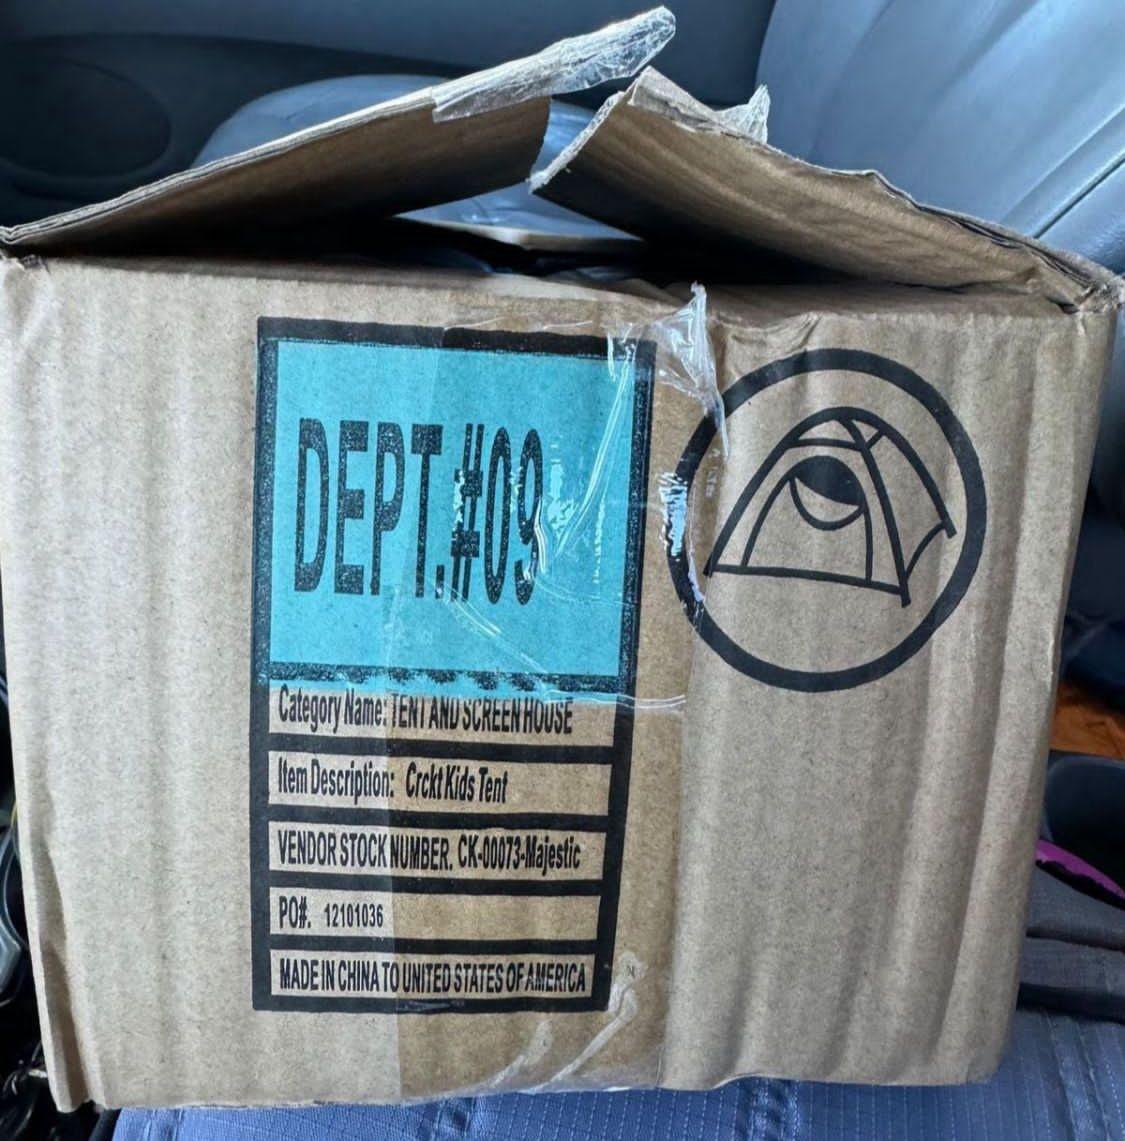 DEPT.#09
Category Name: TENT AND SCREEN HOUSE
Item Description: Crckt Kids Tent
VENDOR STOCK NUMBER. CK-00073-Majestic
PO#. 12101036
MADE IN CHINA TO UNITED STATES OF AMERICA